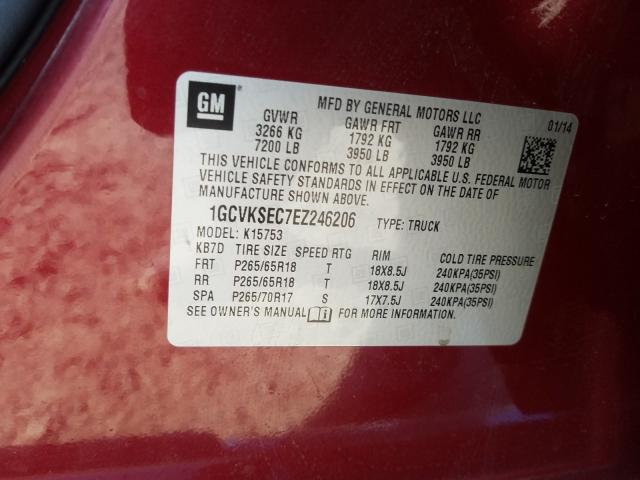 GM
MFD BY GENERAL MOTORS LLC
01/14
GVWR GAWR FRT GAWR RR
3266 KG 1792 KG 1792 KG
7200 LB 3950 LB 3950 LB
THIS VEHICLE CONFORMS TO ALL APPLICABLE U.S. FEDERAL MOTOR
VEHICLE SAFETY STANDARDS IN EFFECT ON THE DATE OF
MANUFACTURE SHOWN ABOVE.
1GCVKSEC7EZ246206 TYPE: TRUCK
MODEL: K15753
KB7D TIRE SIZE SPEED RTG RIM COLD TIRE PRESSURE
FRT P265/65R18 T 18X8.5J 240KPA(35PSI)
RR P265/65R18 T 18X8.5J 240KPA(35PSI)
SPA P265/70R17 S 17X7.5J 240KPA(35PSI)
SEE OWNER'S MANUAL FOR MORE INFORMATION.